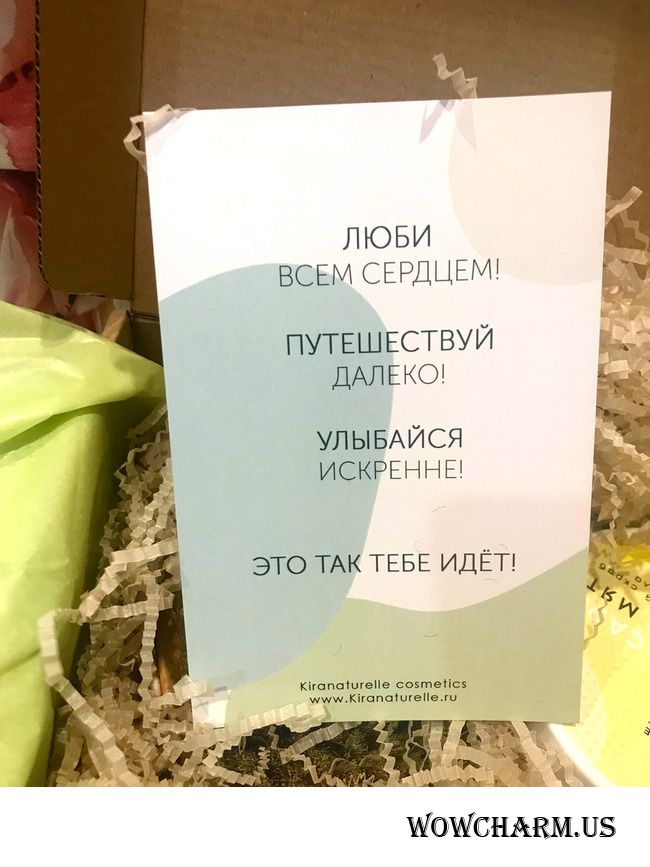 ЛЮБИ
ВСЕМ СЕРДЦЕМ!
ПУТЕШЕСТВУЙ
ДАЛЕКО!
УЛЫБАЙСЯ
ИСКРЕННЕ!
ЭТО ТАК ТЕБЕ ИДЁТ!
Kiranaturelle cosmetics
www.Kiranaturelle.ru
WOWCHARM.US